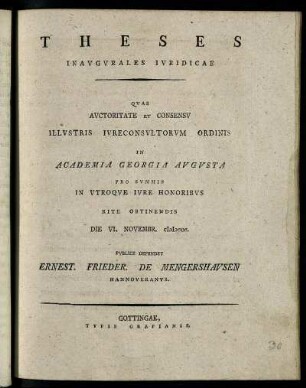 THESES
INAVGVRALES IVRIDICAE
QVAS
AVCTORITATE ET CONSENSV
ILLVSTRIS IVRECONSVLTORVM ORDINIS
IN
ACADEMIA GEORGIA AVGVSTA
PRO SVMMIS
IN VTROQVE IVRE HONORIBVS
RITE OBTINENDIS
DIE VI. NOVEMBR.
PVBLICE DEFENDET
ERNEST. FRIEDER. DE MENGERSHAVSEN
HANNOVERANVS.
GOTTINGAE,
TYPIS GRAPIANIS.